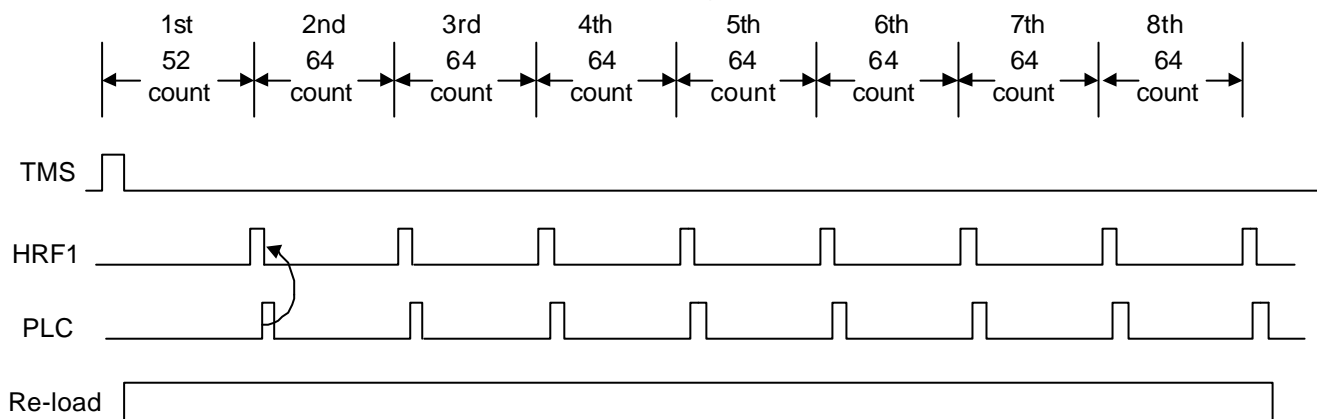 1st 2nd 3rd 4th 5th 6th 7th 8th
52 64 64 64 64 64 64 64
count count count count count count count count
TMS
HRF1
PLC
Re-load